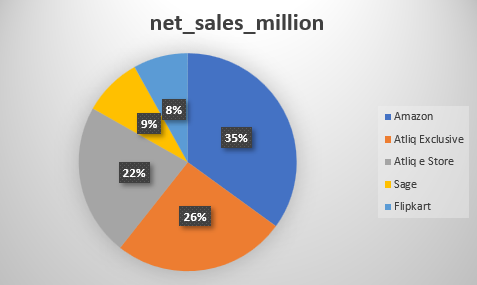 net_sales_million
8%
9%
35%
22%
26%
Amazon
Atliq Exclusive
Atliq e Store
Sage
Flipkart